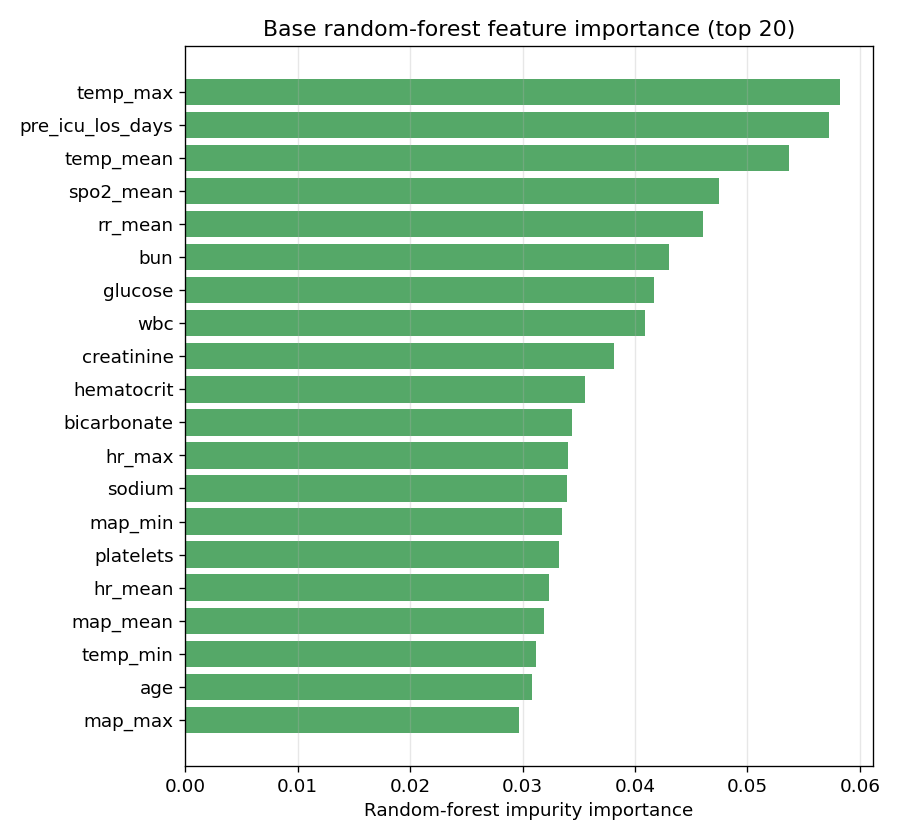 Base random-forest feature importance (top 20)
temp_max
pre_icu_los_days
temp_mean
spo2_mean
rr_mean
bun
glucose
wbc
creatinine
hematocrit
bicarbonate
hr_max
sodium
map_min
platelets
hr_mean
map_mean
temp_min
age
map_max
0.00 0.01 0.02 0.03 0.04 0.05 0.06
Random-forest impurity importance